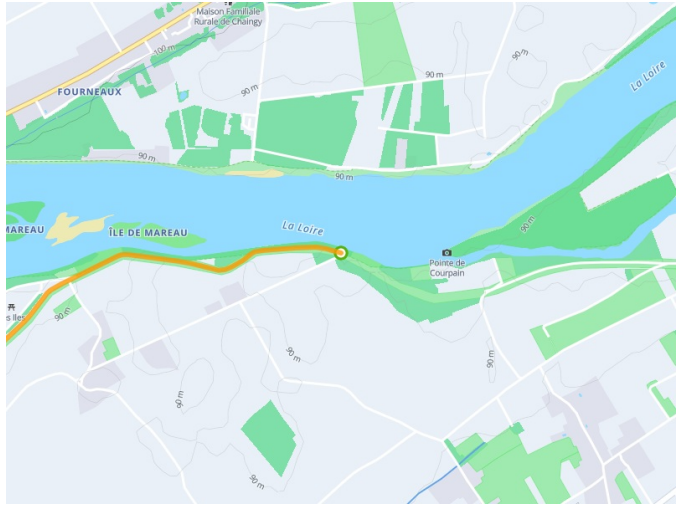 Maison Familiale
Rurale de Chaingy
100 m
La Loire
90 m
90 m
FOURNEAUX
90 m
90 m
90 m
90 m
MAREAU
ÎLE DE MAREAU
La Loire
Pointe de
Courpain
s Iles
90 m
90 m
90 m
90 m
90 m